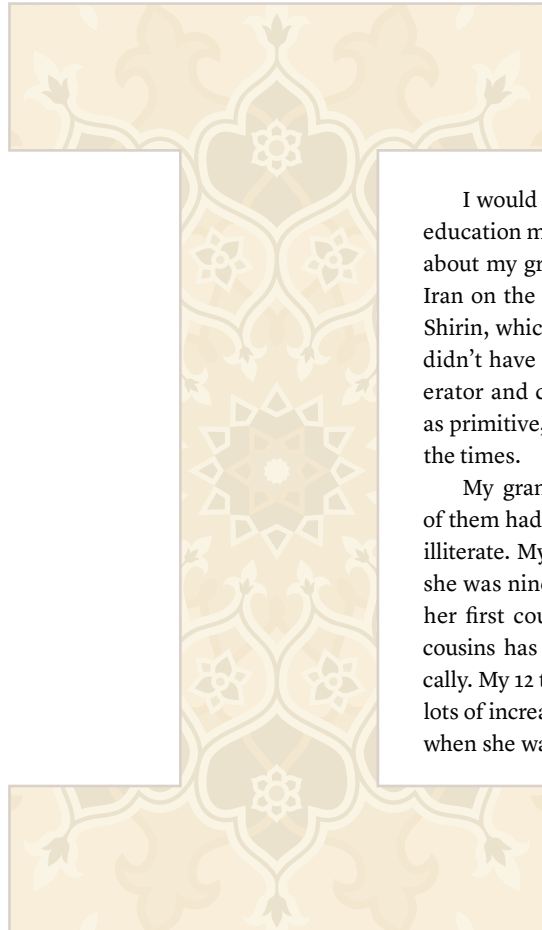 I would
education m
about my gr
Iran on the
Shirin, whic
didn't have
erator and c
as primitive,
the times.
My gran
of them had
illiterate. My
she was nine
her first cou
cousins has
cally. My 12 t
lots of increa
when she wa